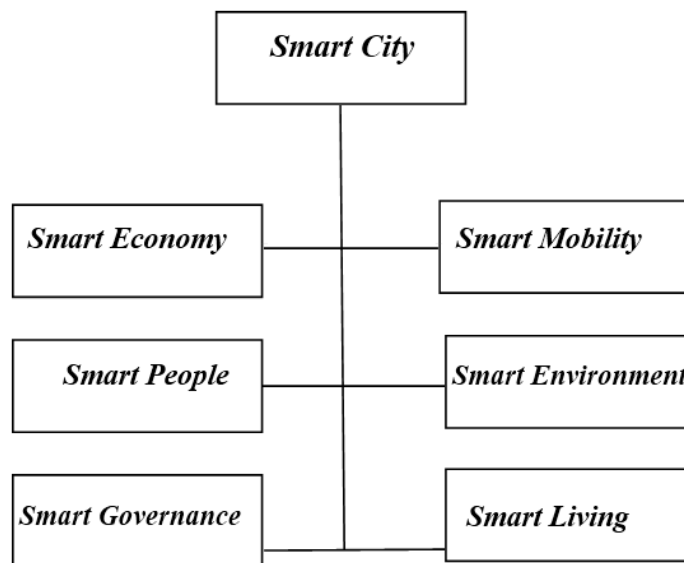 Smart City
Smart Economy
Smart Mobility
Smart People
Smart Environment
Smart Governance
Smart Living